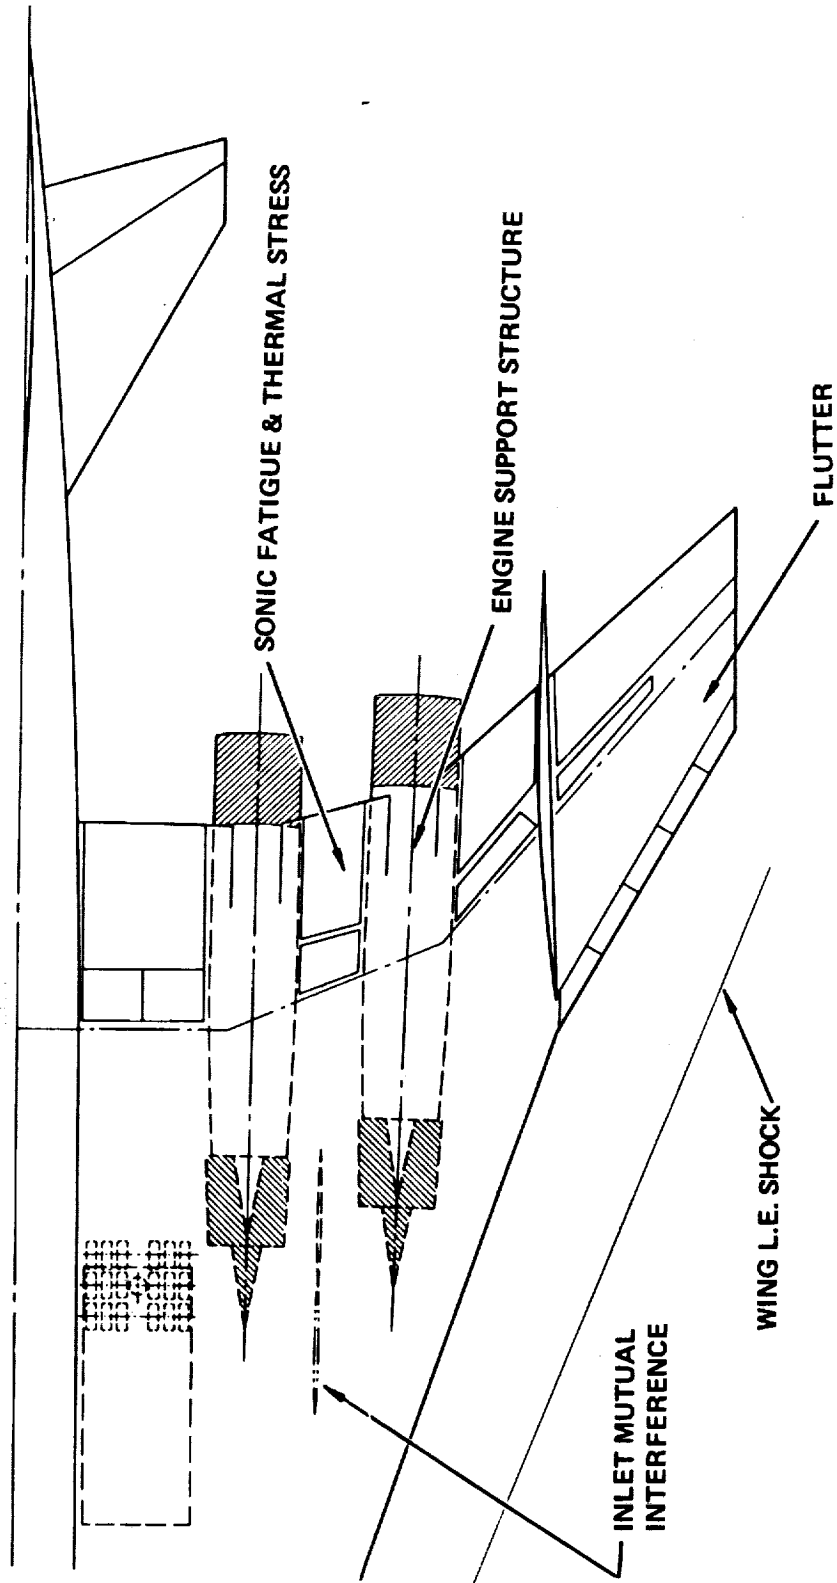 SONIC FATIGUE & THERMAL STRESS
ENGINE SUPPORT STRUCTURE
FLUTTER
WING L.E. SHOCK
INLET MUTUAL
INTERFERENCE